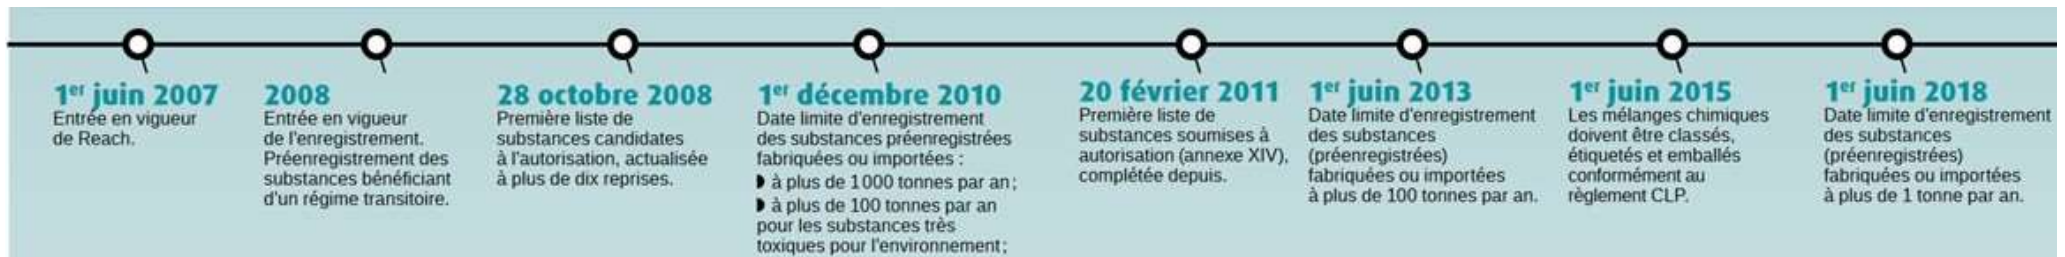 1er juin 2007
Entrée en vigueur
de Reach.
2008
Entrée en vigueur
de l'enregistrement.
Préenregistrement des
substances bénéficiant
d'un régime transitoire.
28 octobre 2008
Première liste de
substances candidates
à l'autorisation, actualisée
à plus de dix reprises.
1er décembre 2010
Date limite d'enregistrement
des substances préenregistrées
fabriquées ou importées :
◗ à plus de 1 000 tonnes par an ;
◗ à plus de 100 tonnes par an
pour les substances très
toxiques pour l'environnement ;
20 février 2011
Première liste de
substances soumises à
autorisation (annexe XIV),
complétée depuis.
1er juin 2013
Date limite d'enregistrement
des substances
(préenregistrées)
fabriquées ou importées
à plus de 100 tonnes par an.
1er juin 2015
Les mélanges chimiques
doivent être classés,
étiquetés et emballés
conformément au
règlement CLP.
1er juin 2018
Date limite d'enregistrement
des substances
(préenregistrées)
fabriquées ou importées
à plus de 1 tonne par an.